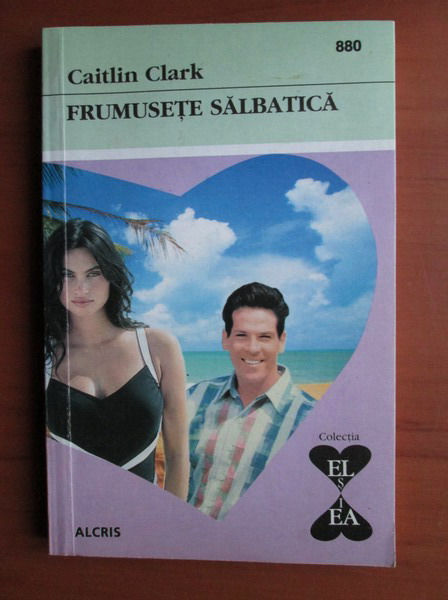 880
Caitlin Clark
FRUMUSEȚE SĂLBATICĂ
Colecția
EL
ȘI
EA
ALCRIS